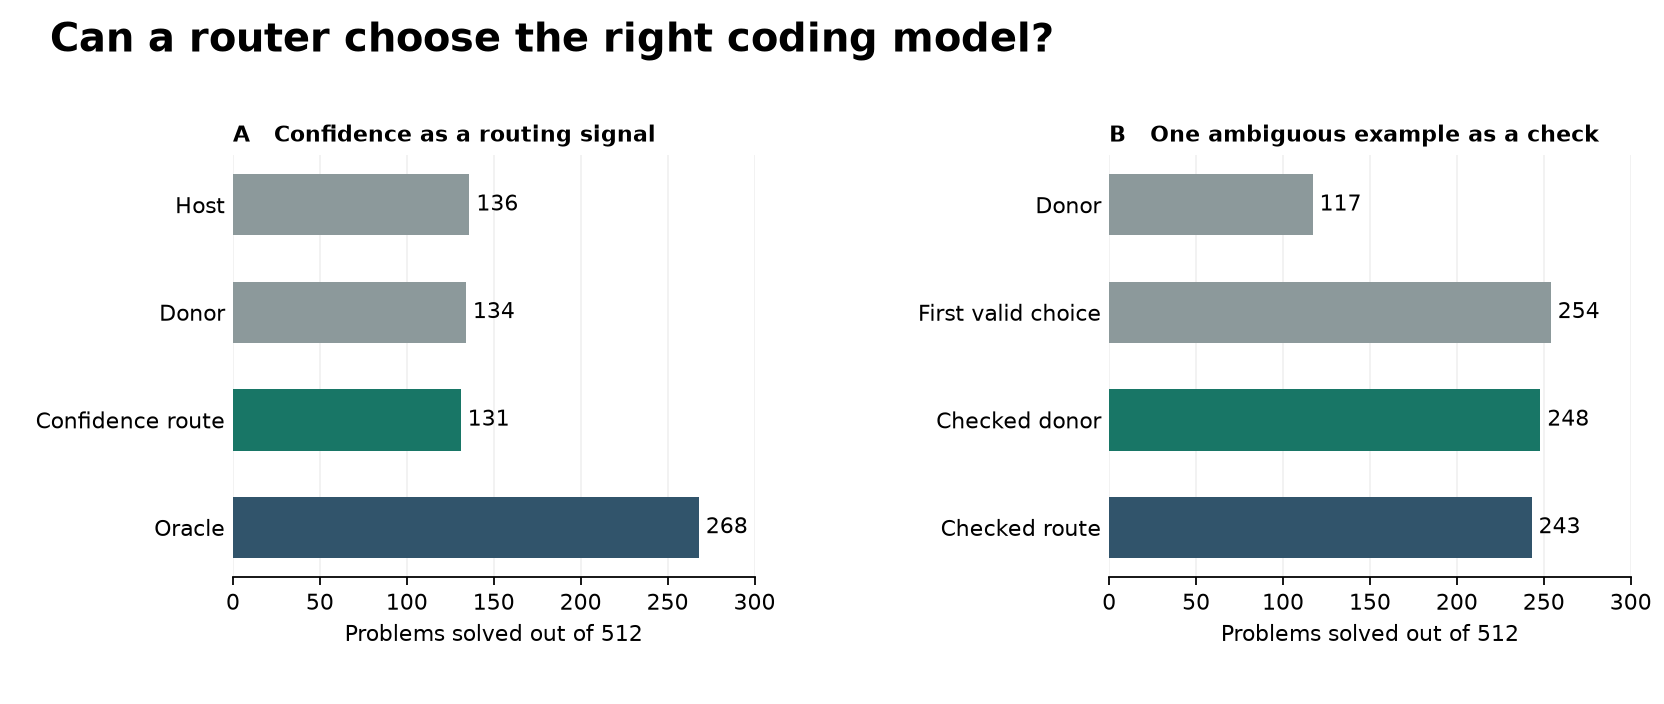 Can a router choose the right coding model?
A Confidence as a routing signal
Host 136
Donor 134
Confidence route 131
Oracle 268
0 50 100 150 200 250 300
Problems solved out of 512
B One ambiguous example as a check
Donor 117
First valid choice 254
Checked donor 248
Checked route 243
0 50 100 150 200 250 300
Problems solved out of 512